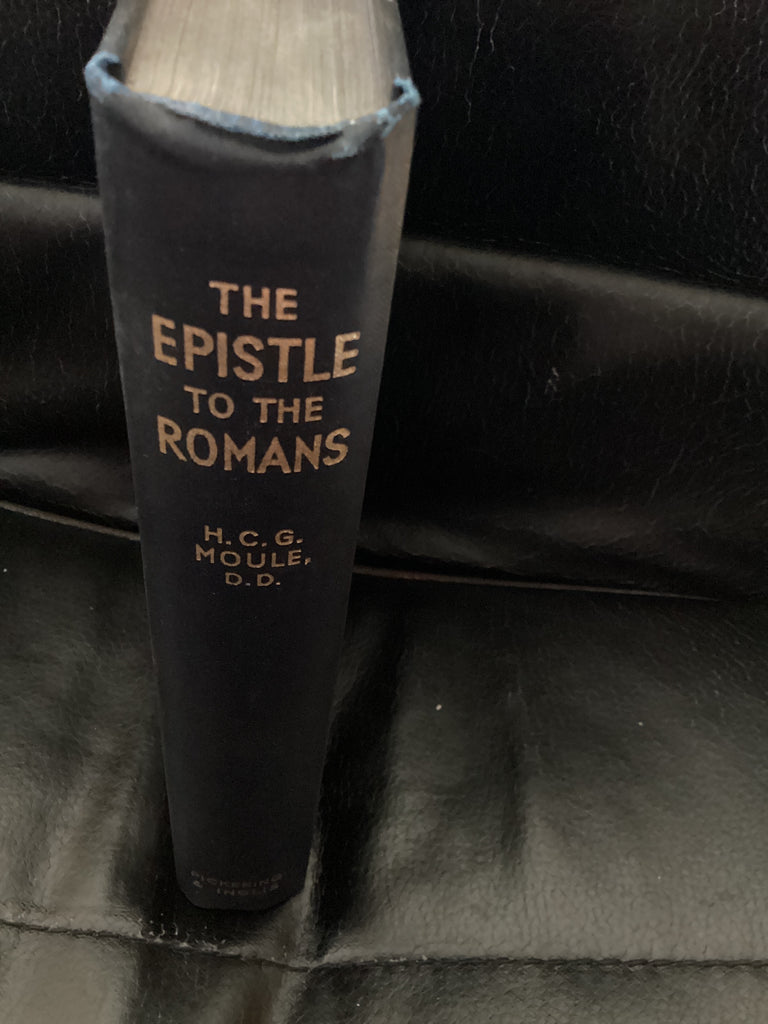 THE
EPISTLE
TO THE
ROMANS
H. C. G.
MOULE,
D.D.
PICKERING
& INGLIS